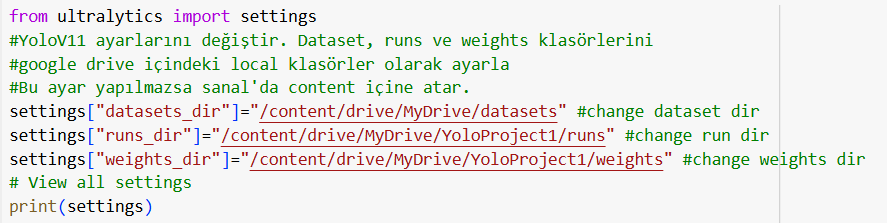 from ultralytics import settings
#YoloV11 ayarlarını değiştir. Dataset, runs ve weights klasörlerini
#google drive içindeki local klasörler olarak ayarla
#Bu ayar yapılmazsa sanal'da content içine atar.
settings["datasets_dir"]="/content/drive/MyDrive/datasets" #change dataset dir
settings["runs_dir"]="/content/drive/MyDrive/YoloProject1/runs" #change run dir
settings["weights_dir"]="/content/drive/MyDrive/YoloProject1/weights" #change weights dir
# View all settings
print(settings)